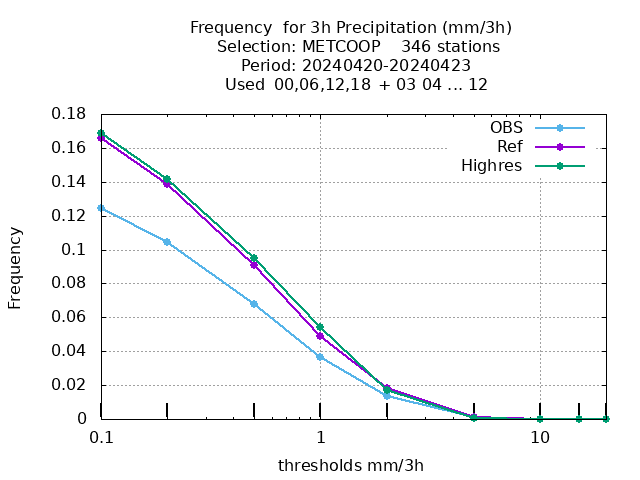 Frequency  for 3h Precipitation (mm/3h)
Selection: METCOOP    346 stations
Period: 20240420-20240423
Used  00,06,12,18  + 03 04 ... 12
0.18
0.16
0.14
0.12
0.1
0.08
0.06
0.04
0.02
0
Frequency
OBS
Ref
Highres
0.1 1 10
thresholds mm/3h